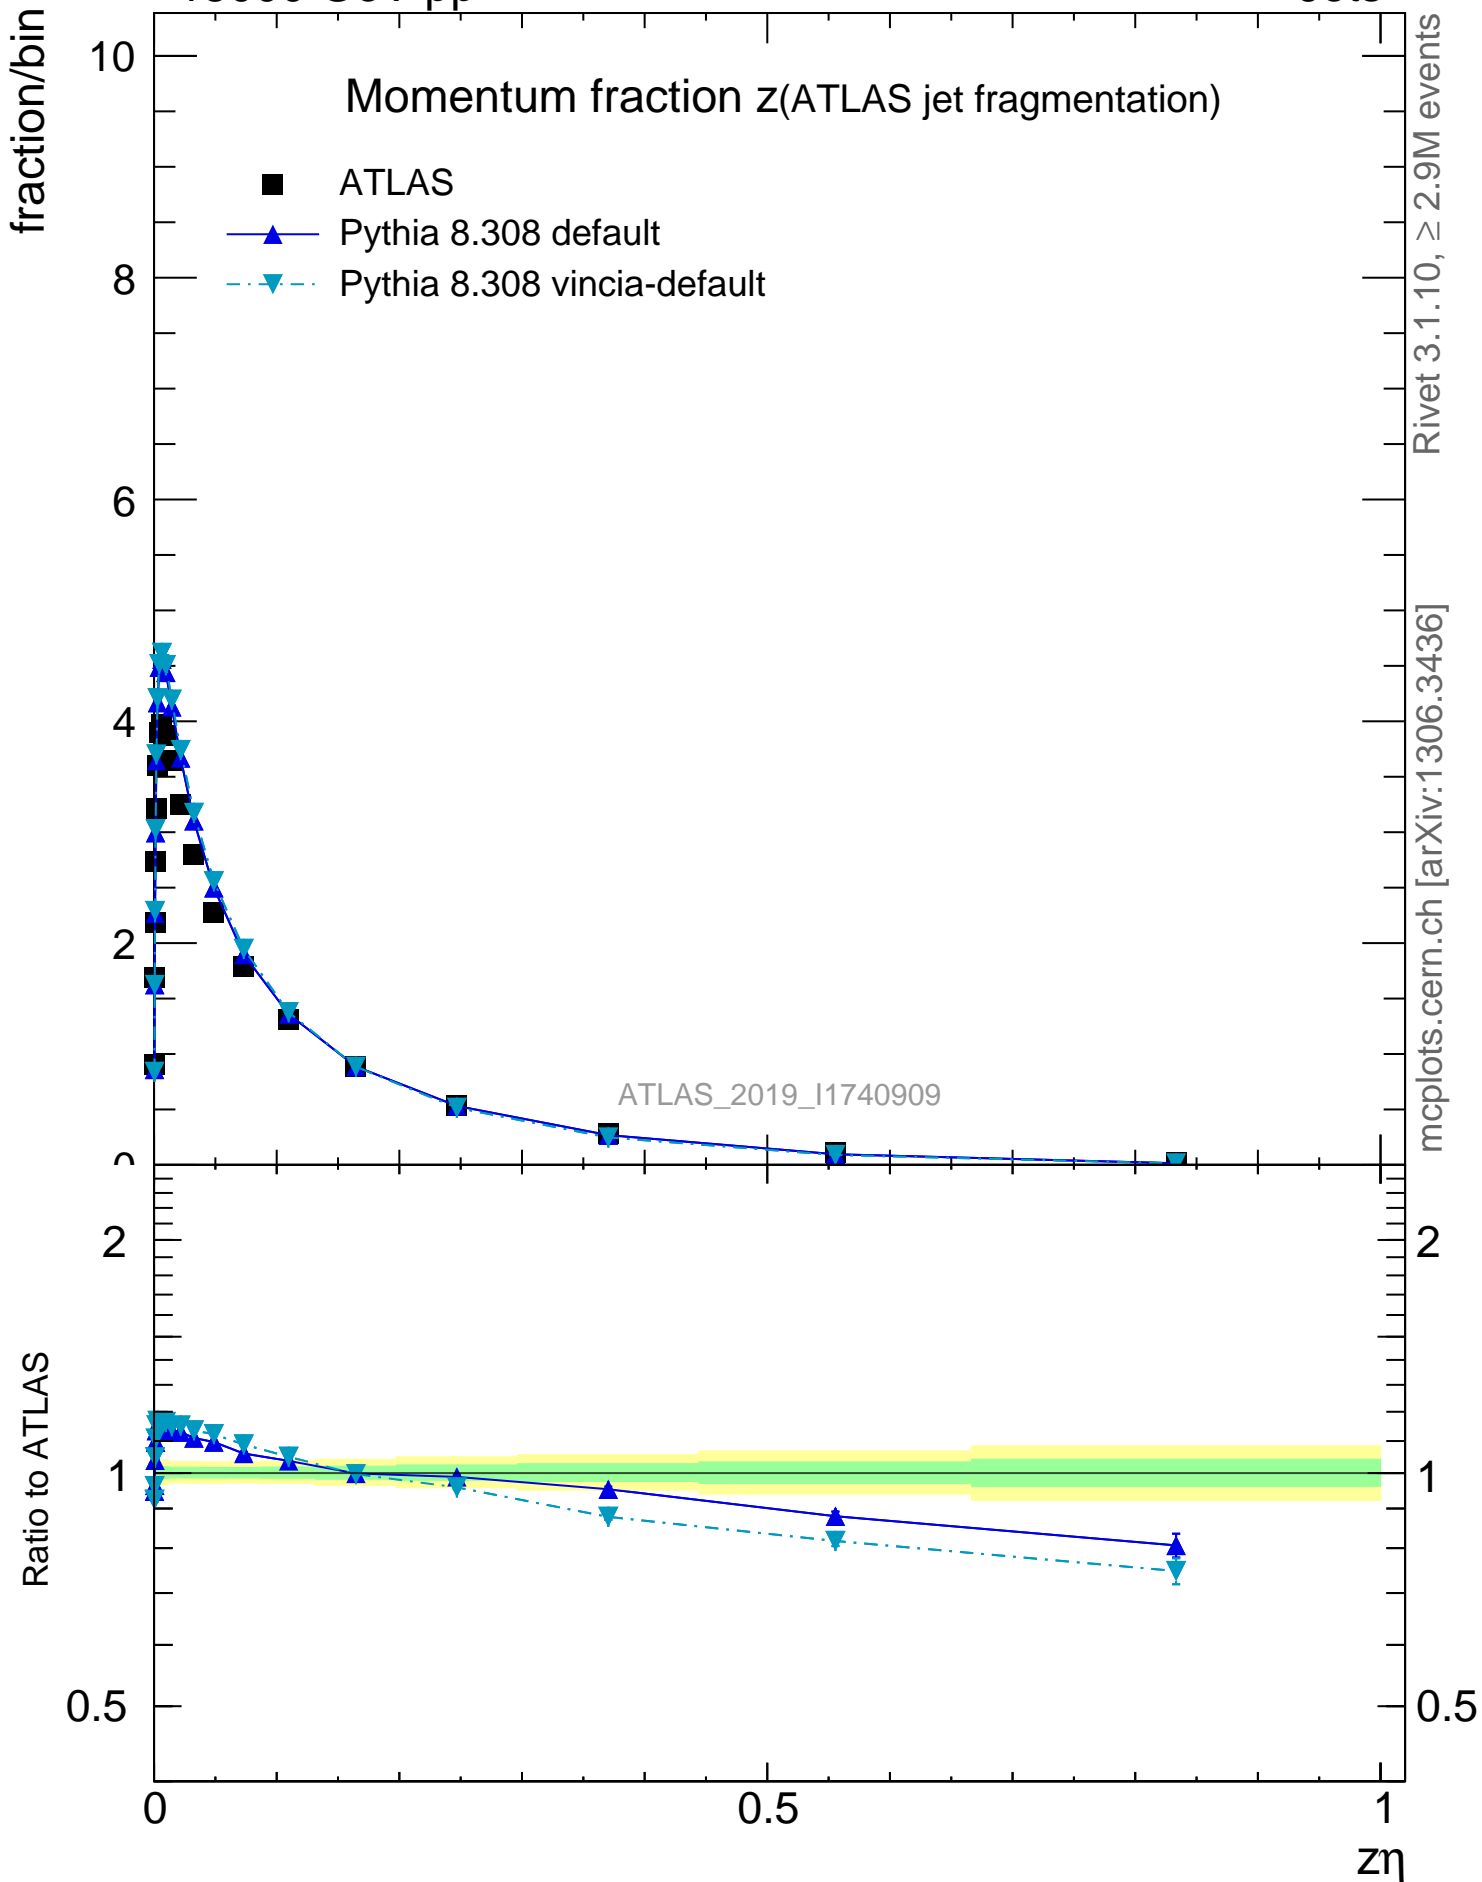 fraction/bin
Momentum fraction z(ATLAS jet fragmentation)
ATLAS
Pythia 8.308 default
Pythia 8.308 vincia-default
10
8
6
4
2
ATLAS_2019_I1740909
Rivet 3.1.10, ≥ 2.9M events
mcplots.cern.ch [arXiv:1306.3436]
Ratio to ATLAS
2
1
0.5
2
1
0.5
0
0.5
1
zη